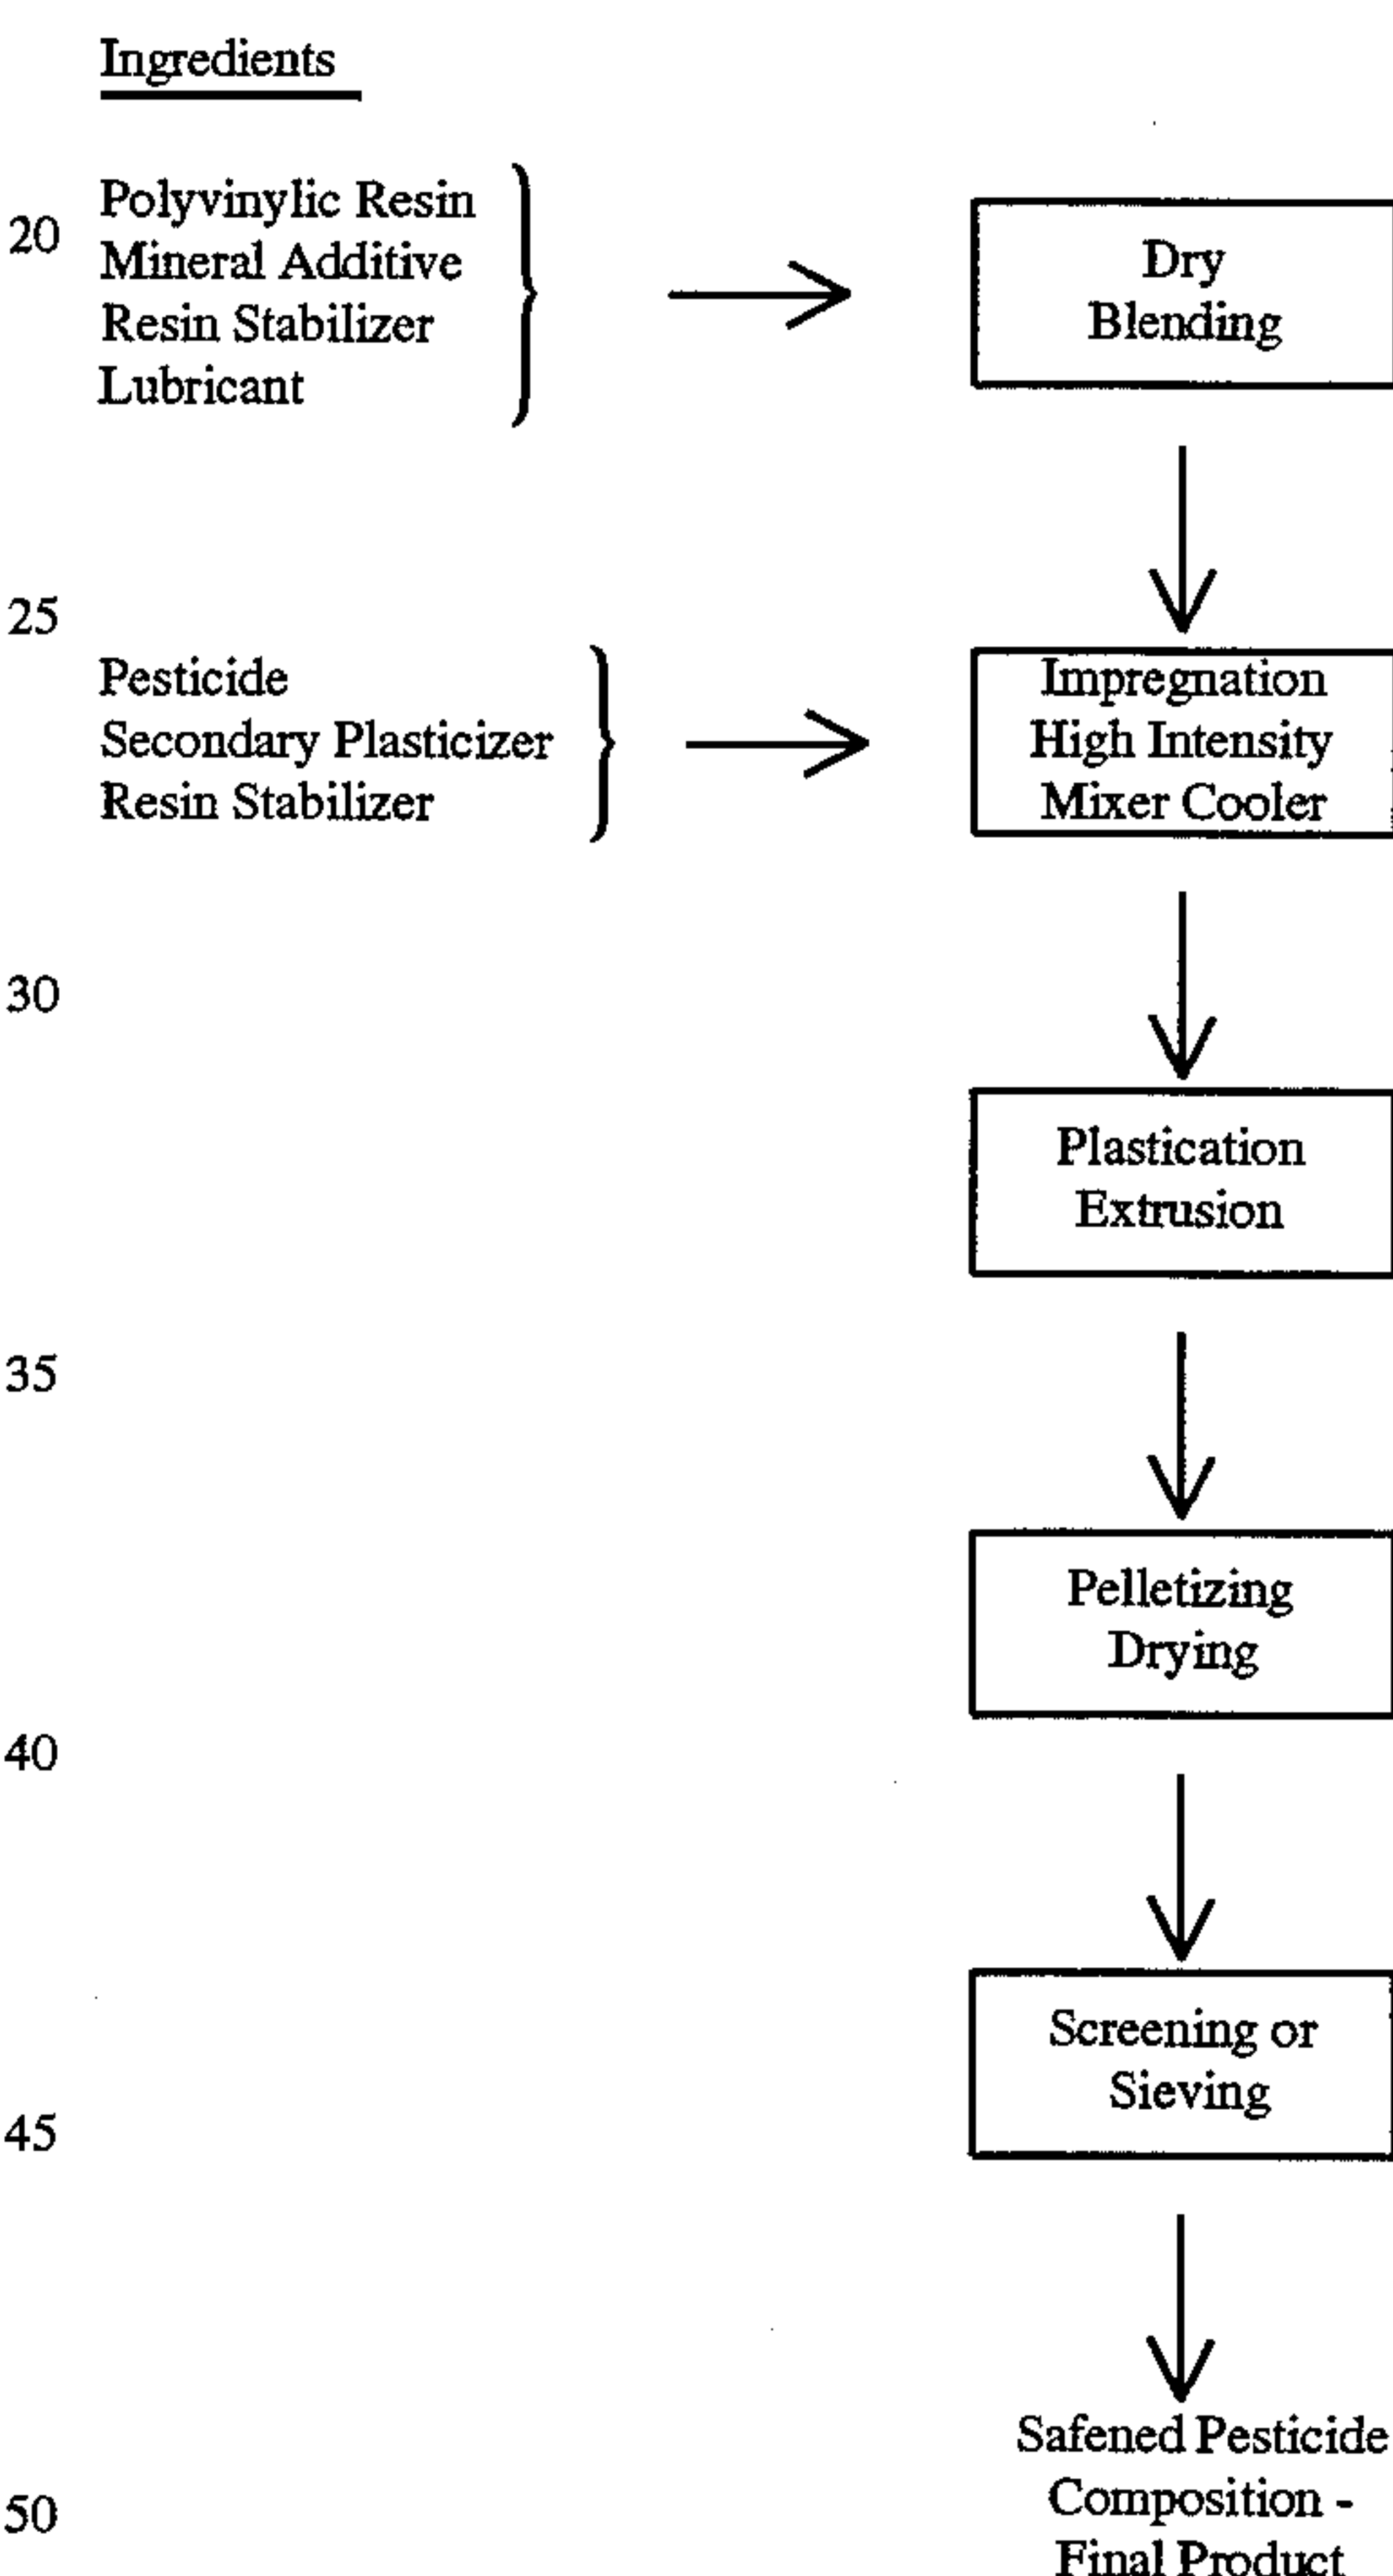 Ingredients
20
Polyvinylic Resin
Mineral Additive
Resin Stabilizer
Lubricant
Dry
Blending
25
Pesticide
Secondary Plasticizer
Resin Stabilizer
Impregnation
High Intensity
Mixer Cooler
30
Plastication
Extrusion
35
Pelletizing
Drying
40
Screening or
Sieving
45
Safened Pesticide
Composition -
Final Product
50